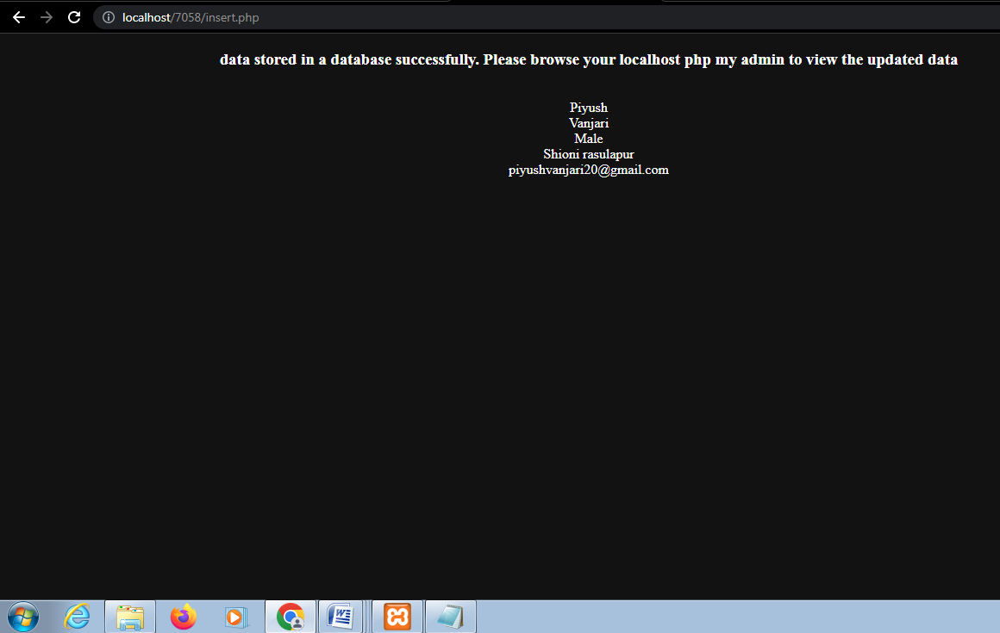 localhost/7058/insert.php
data stored in a database successfully. Please browse your localhost php my admin to view the updated data
Piyush
Vanjari
Male
Shioni rasulapur
piyushvanjari20@gmail.com